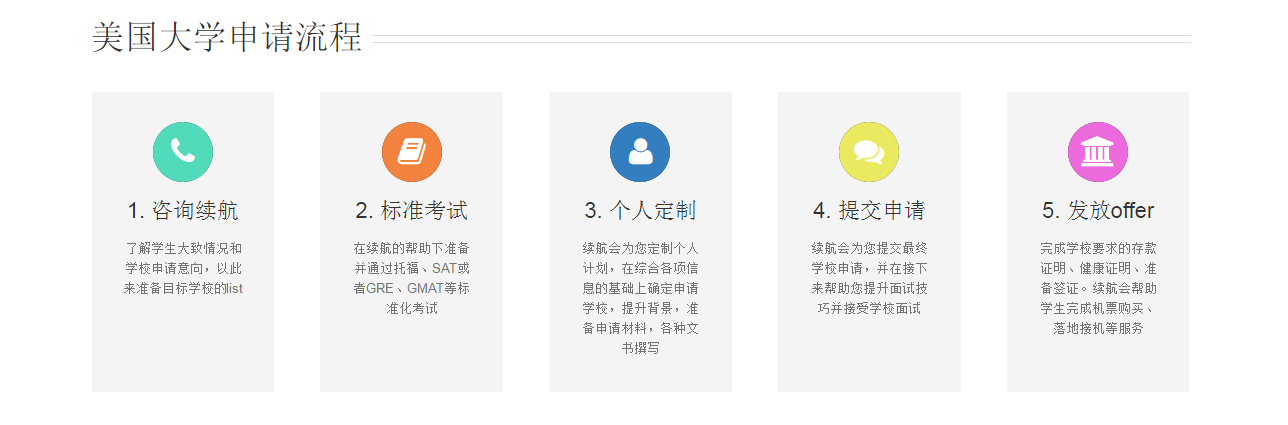 美国大学申请流程
1. 咨询续航
了解学生大致情况和
学校申请意向，以此
来准备目标学校的list
2. 标准考试
在续航的帮助下准备
并通过托福、SAT或
者GRE、GMAT等标
准化考试
3. 个人定制
续航会为您定制个人
计划，在综合各项信
息的基础上确定申请
学校，提升背景，准
备申请材料，各种文
书撰写
4. 提交申请
续航会为您提交最终
学校申请，并在接下
来帮助您提升面试技
巧并接受学校面试
5. 发放offer
完成学校要求的存款
证明、健康证明、准
备签证。续航会帮助
学生完成机票购买、
落地接机等服务